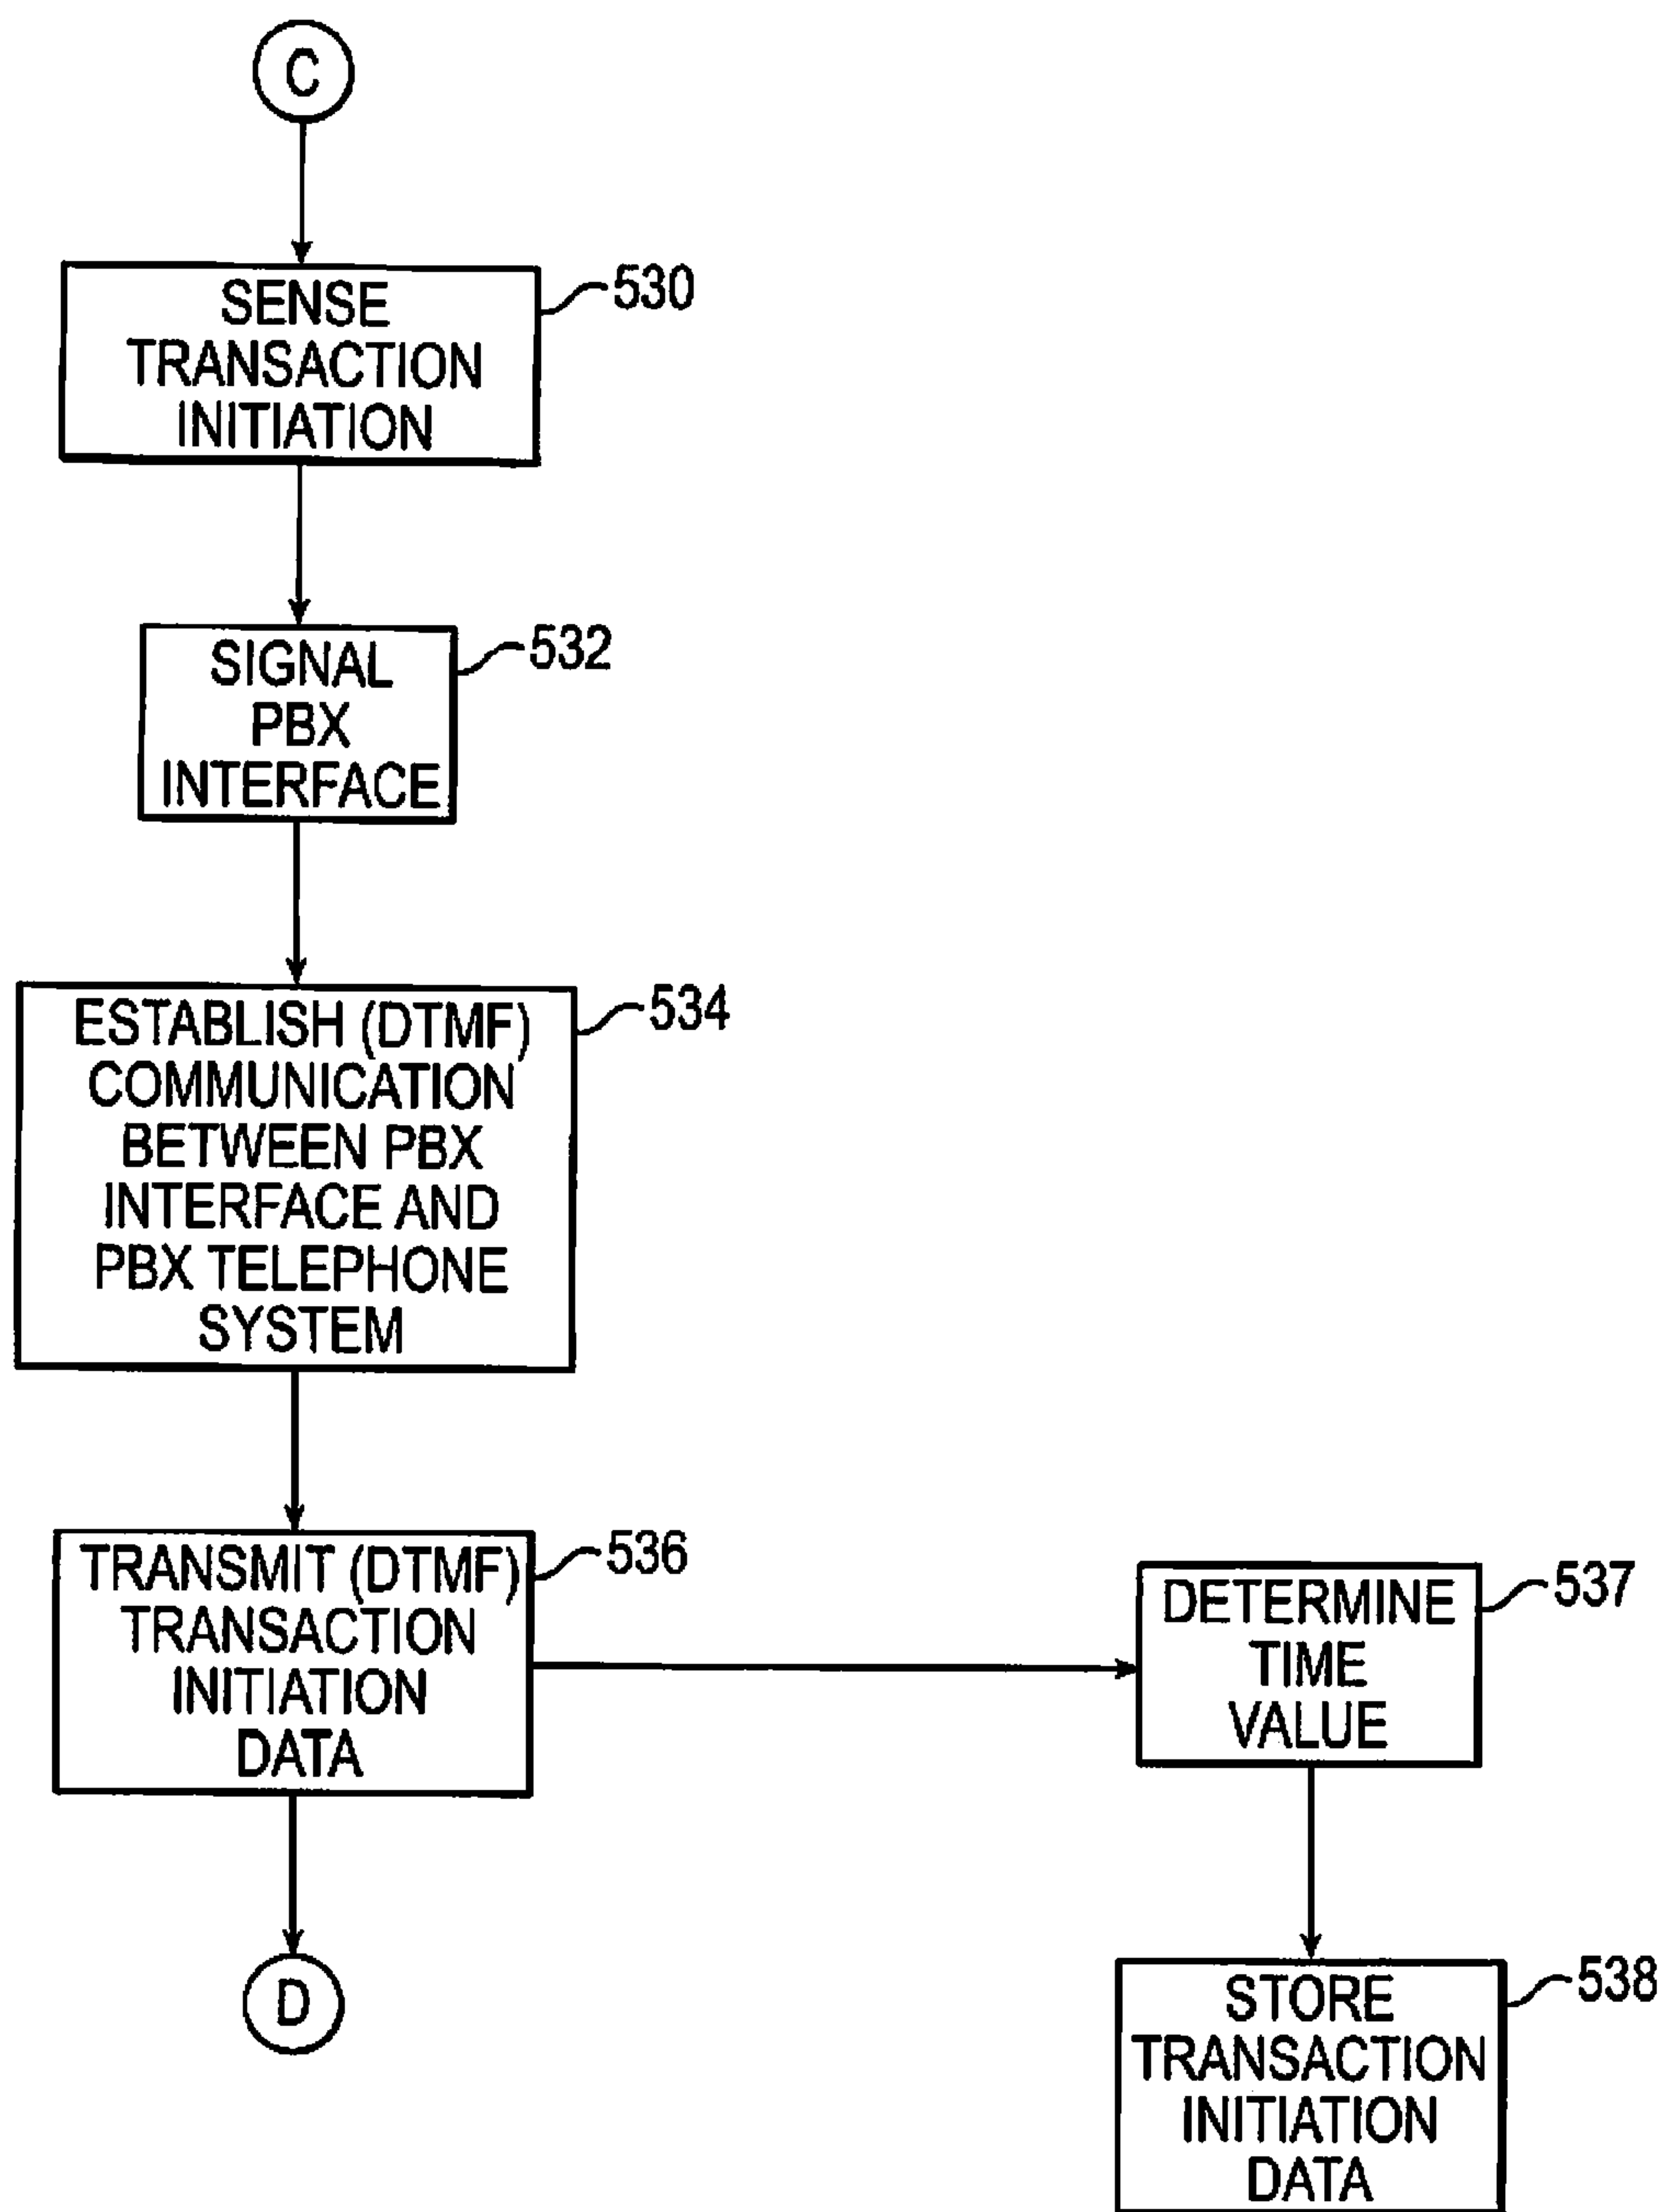 C
SENSE
TRANSACTION
INITIATION
530
SIGNAL
PBX
INTERFACE
532
ESTABLISH (DTMF)
COMMUNICATION
BETWEEN PBX
INTERFACE AND
PBX TELEPHONE
SYSTEM
534
TRANSMIT (DTMF)
TRANSACTION
INITIATION
DATA
536
DETERMINE
TIME
VALUE
537
D
STORE
TRANSACTION
INITIATION
DATA
538